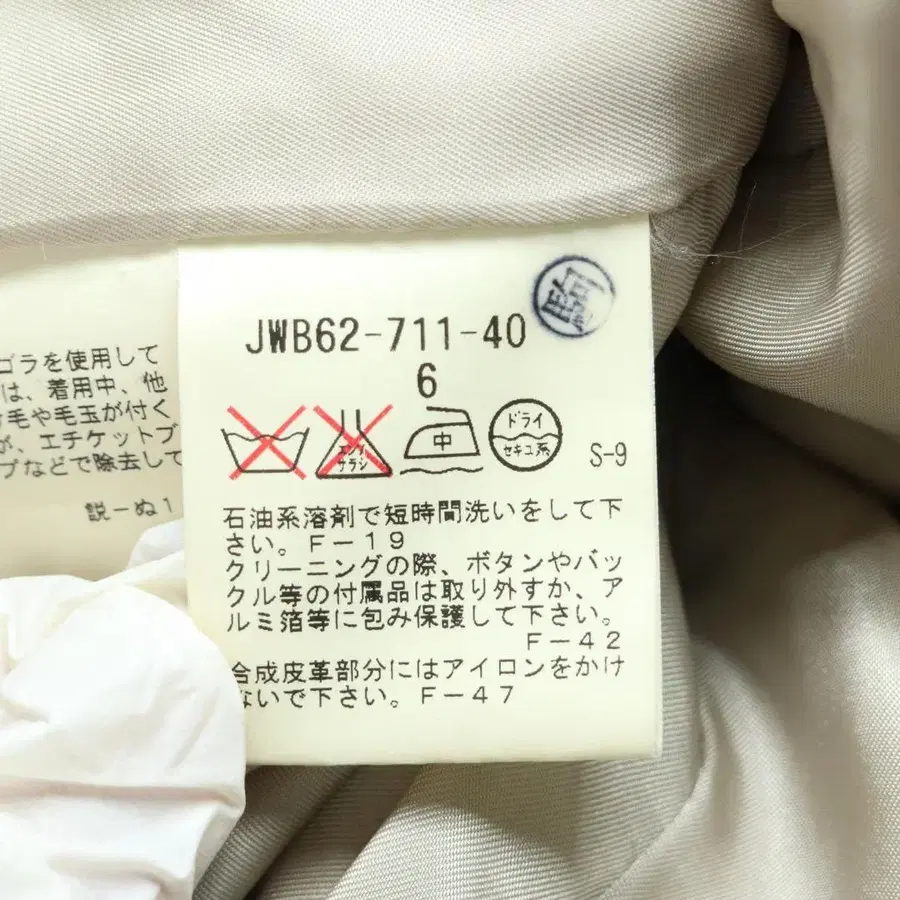 JWB62-711-40
6
中
エンソ
サラシ
ドライ
セキユ系
S-9
石油系溶剤で短時間洗いをして下
さい。F-19
クリーニングの際、ボタンやバッ
クル等の付属品は取り外すか、ア
ルミ箔等に包み保護して下さい。
F-42
合成皮革部分にはアイロンをかけ
ないで下さい。F-47
ゴラを使用して
は、着用中、他
毛や毛玉が付く
が、エチケットブ
プなどで除去して
説-ぬ1